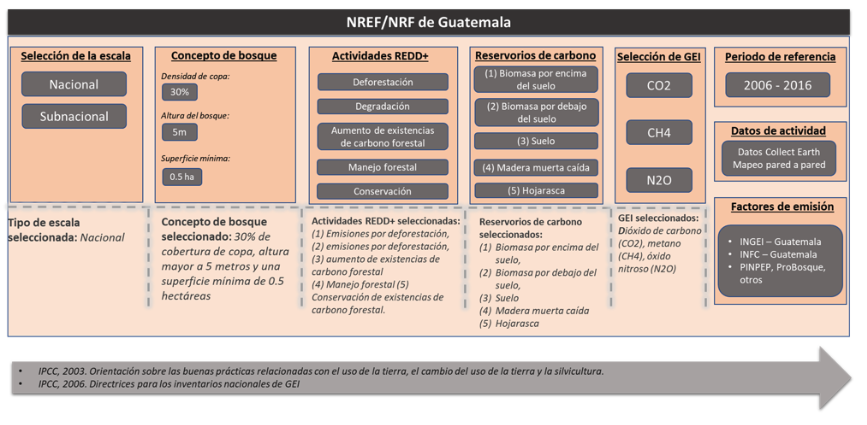 NREF/NRF de Guatemala
Selección de la escala
Nacional
Subnacional
Tipo de escala
seleccionada: Nacional
Concepto de bosque
Densidad de copa:
30%
Altura del bosque:
5m
Superficie mínima:
0.5 ha
Concepto de bosque
seleccionado: 30% de
cobertura de copa, altura
mayor a 5 metros y una
superficie mínima de 0.5
hectáreas
Actividades REDD+
Deforestación
Degradación
Aumento de existencias
de carbono forestal
Manejo forestal
Conservación
Actividades REDD+ seleccionadas:
(1) Emisiones por deforestación,
(2) emisiones por deforestación,
(3) aumento de existencias de
carbono forestal
(4) Manejo forestal (5)
Conservación de existencias de
carbono forestal.
Reservorios de carbono
(1) Biomasa por encima
del suelo
(2) Biomasa por debajo
del suelo
(3) Suelo
(4) Madera muerta caída
(5) Hojarasca
Reservorios de carbono
seleccionados:
(1) Biomasa por encima del
suelo,
(2) Biomasa por debajo del
suelo,
(3) Suelo
(4) Madera muerta caída
(5) Hojarasca
Selección de GEI
CO2
CH4
N2O
GEI seleccionados:
Dióxido de carbono
(CO2), metano
(CH4), óxido
nitroso (N2O)
Periodo de referencia
2006 - 2016
Datos de actividad
Datos Collect Earth
Mapeo pared a pared
Factores de emisión
• INGEI – Guatemala
• INFC – Guatemala
• PINPEP, ProBosque,
otros
• IPCC, 2003. Orientación sobre las buenas prácticas relacionadas con el uso de la tierra, el cambio del uso de la tierra y la silvicultura.
• IPCC, 2006. Directrices para los inventarios nacionales de GEI